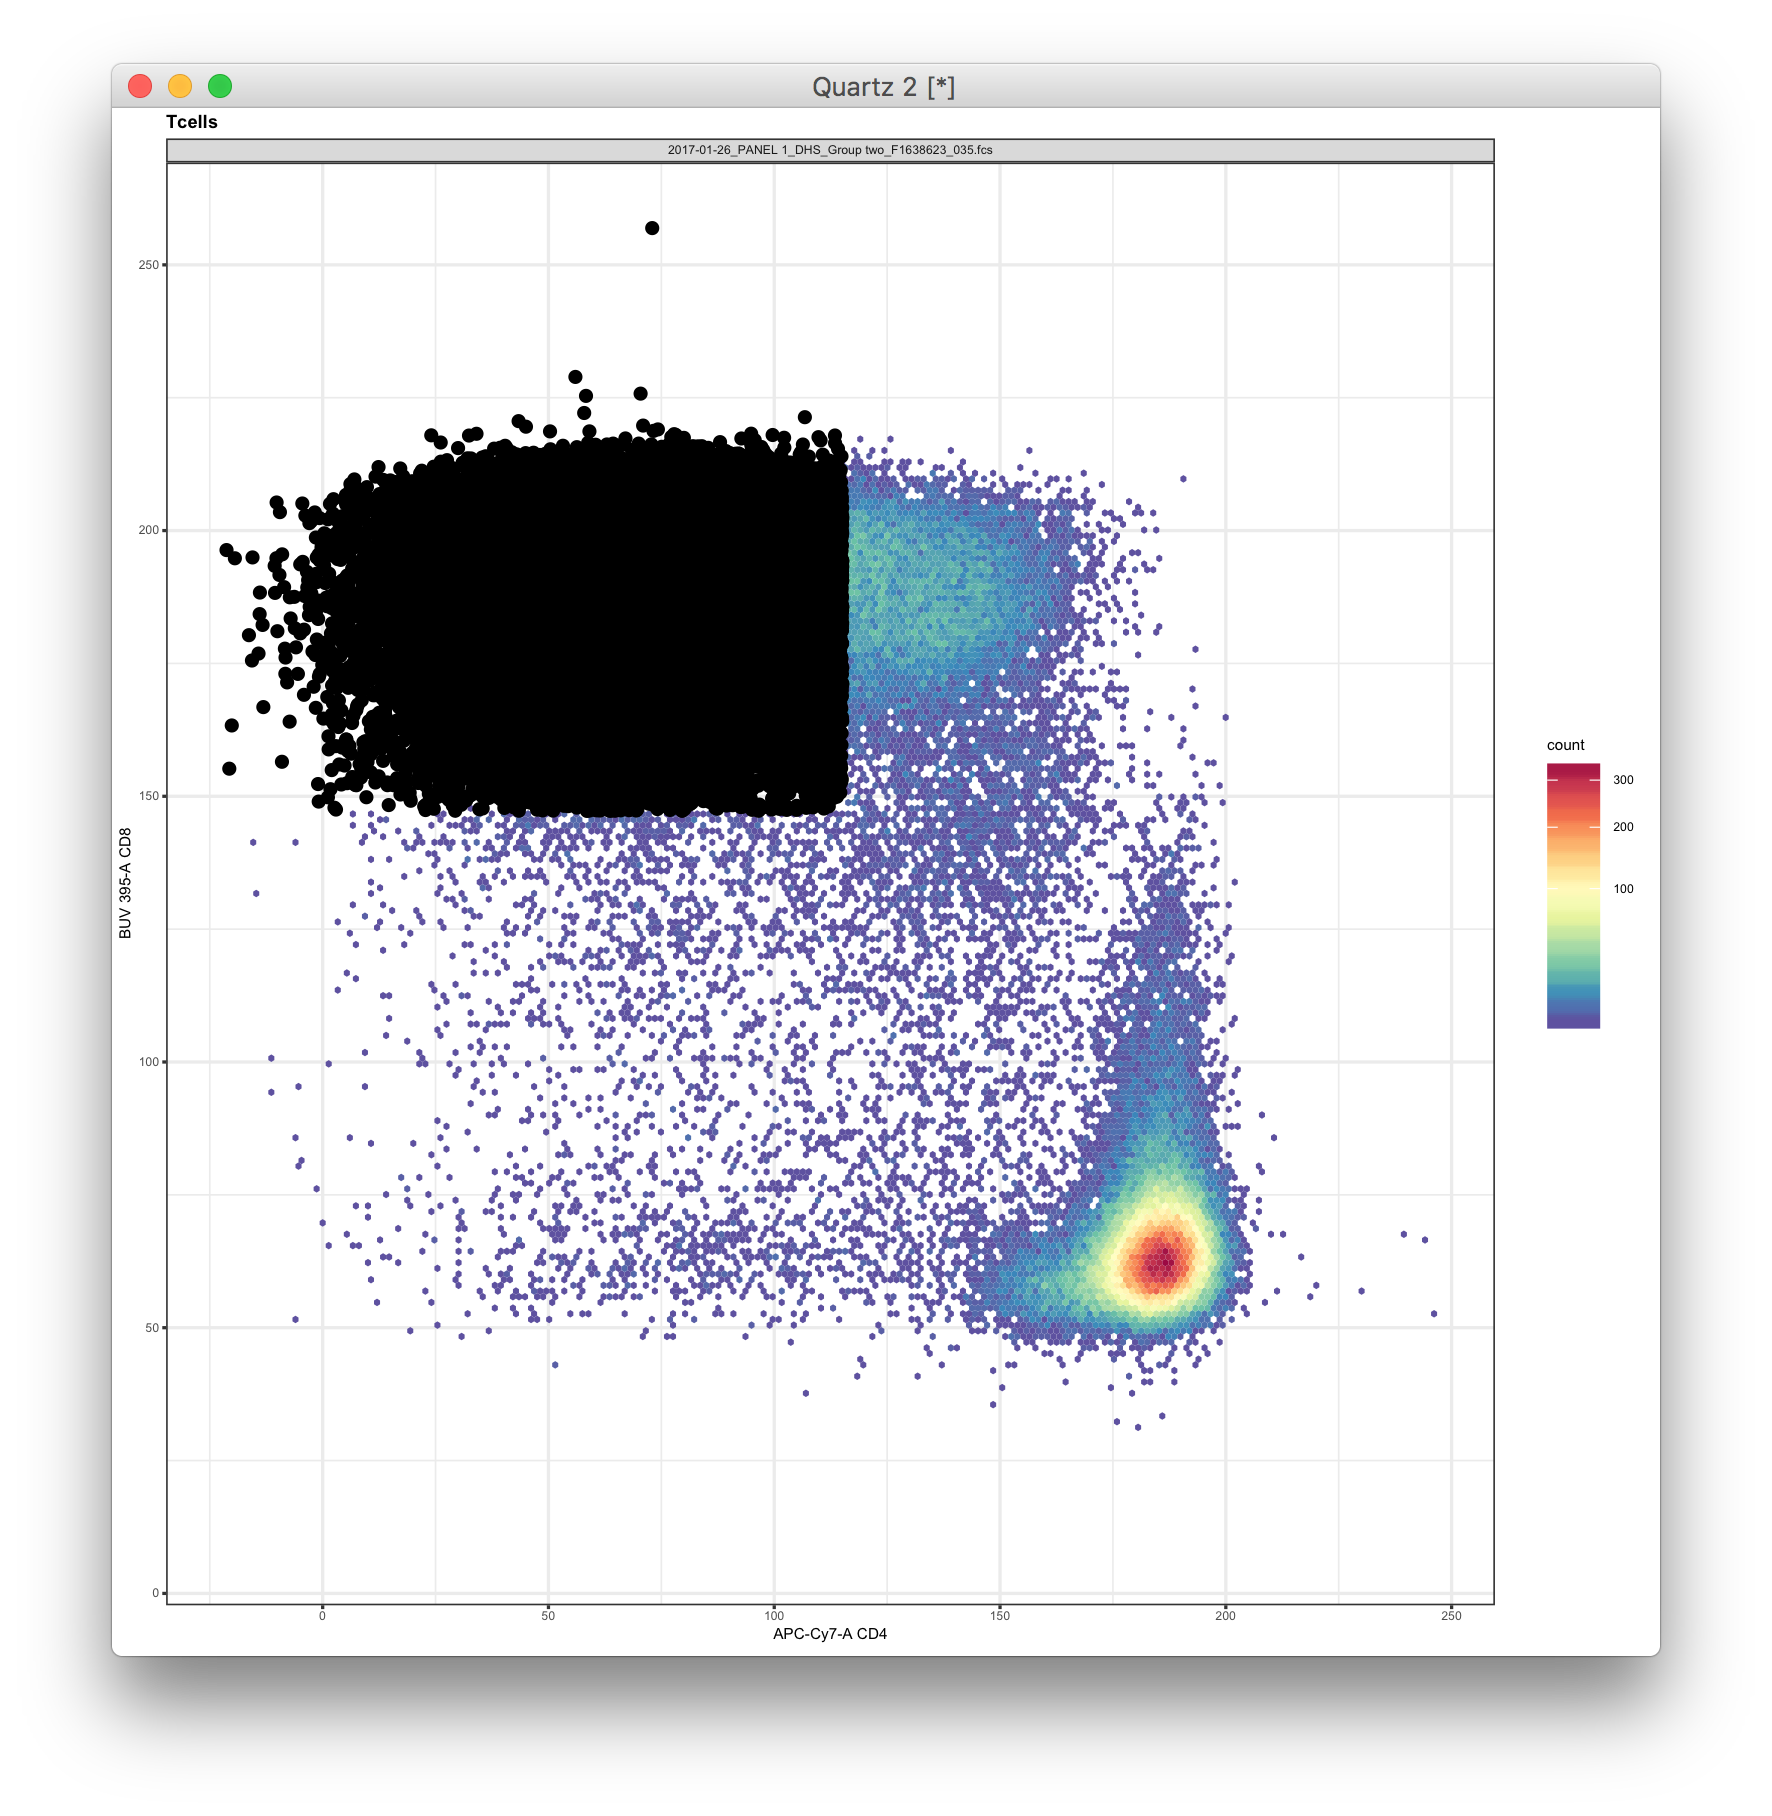 Quartz 2 [*]
Tcells
2017-01-26_PANEL 1_DHS_Group two_F1638623_035.fcs
250
200
150
100
50
0
BUV 395-A CD8
0 50 100 150 200 250
APC-Cy7-A CD4
count
300
200
100